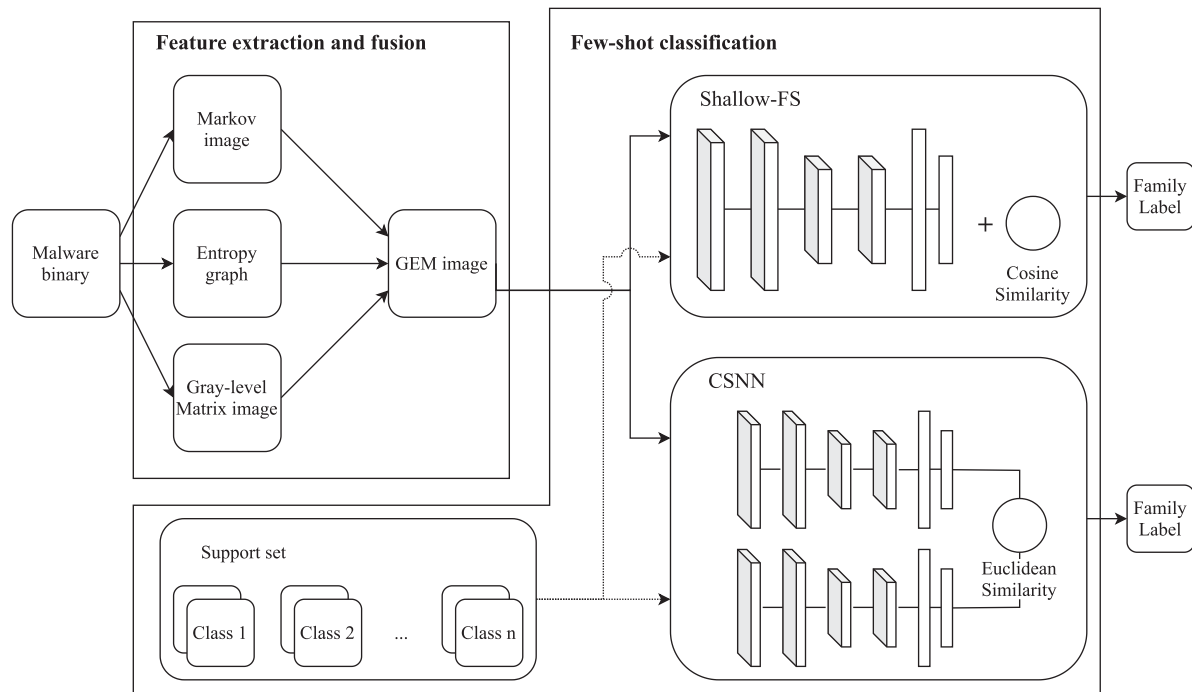 Feature extraction and fusion
Few-shot classification
Markov
image
Malware
binary
Entropy
graph
Gray-level
Matrix image
GEM image
Shallow-FS
+
Cosine
Similarity
Family
Label
CSNN
Euclidean
Similarity
Family
Label
Support set
Class 1
Class 2
...
Class n